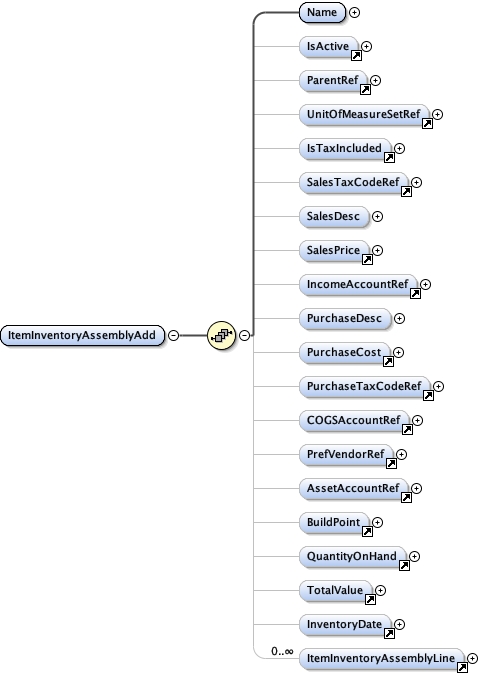 Name
IsActive
ParentRef
UnitOfMeasureSetRef
IsTaxIncluded
SalesTaxCodeRef
SalesDesc
SalesPrice
IncomeAccountRef
ItemInventoryAssemblyAdd
PurchaseDesc
PurchaseCost
PurchaseTaxCodeRef
COGSAccountRef
PrefVendorRef
AssetAccountRef
BuildPoint
QuantityOnHand
TotalValue
InventoryDate
0..∞
ItemInventoryAssemblyLine